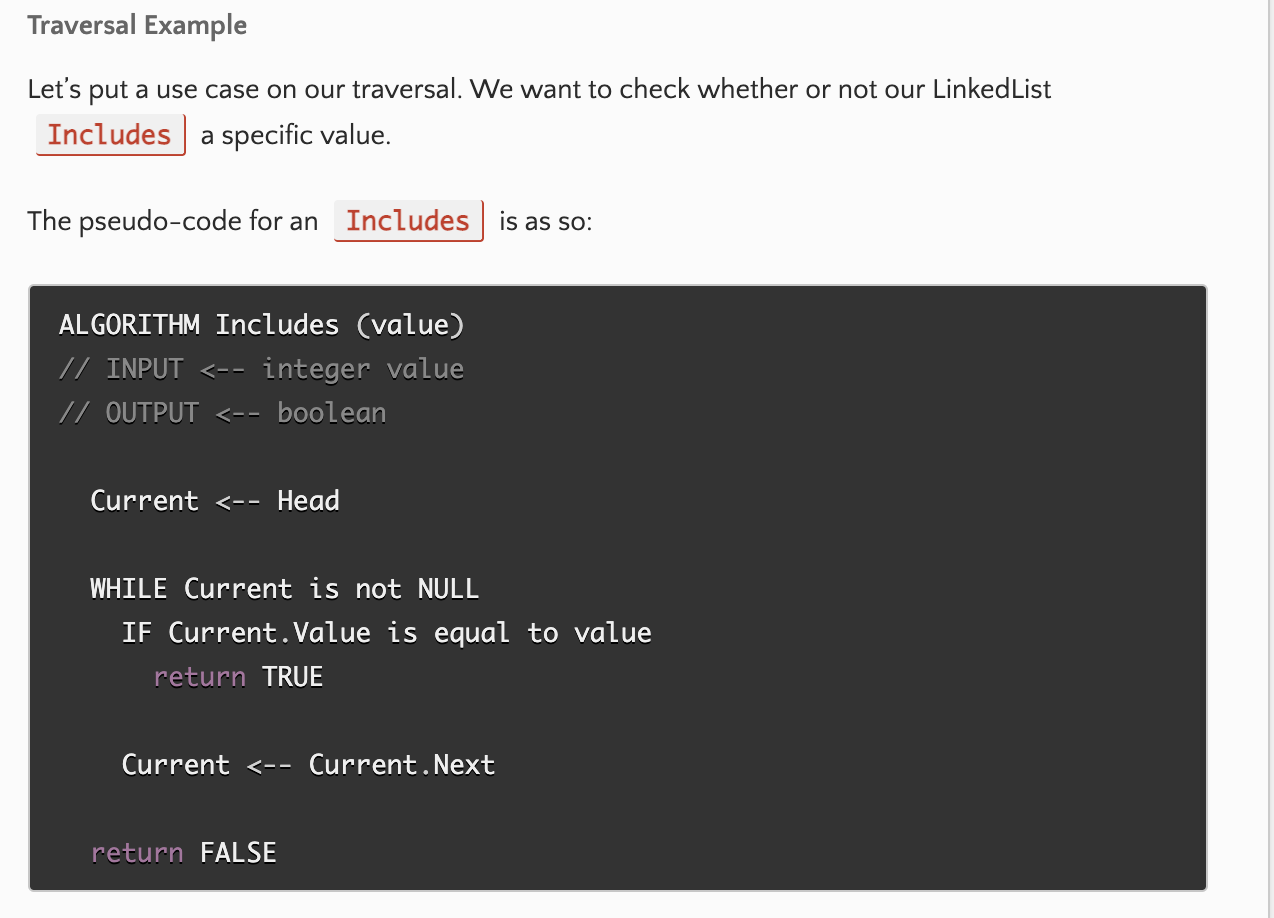 Traversal Example
Let’s put a use case on our traversal. We want to check whether or not our LinkedList
Includes a specific value.
The pseudo-code for an Includes is as so:
ALGORITHM Includes (value)
// INPUT <-- integer value
// OUTPUT <-- boolean
Current <-- Head
WHILE Current is not NULL
IF Current.Value is equal to value
return TRUE
Current <-- Current.Next
return FALSE